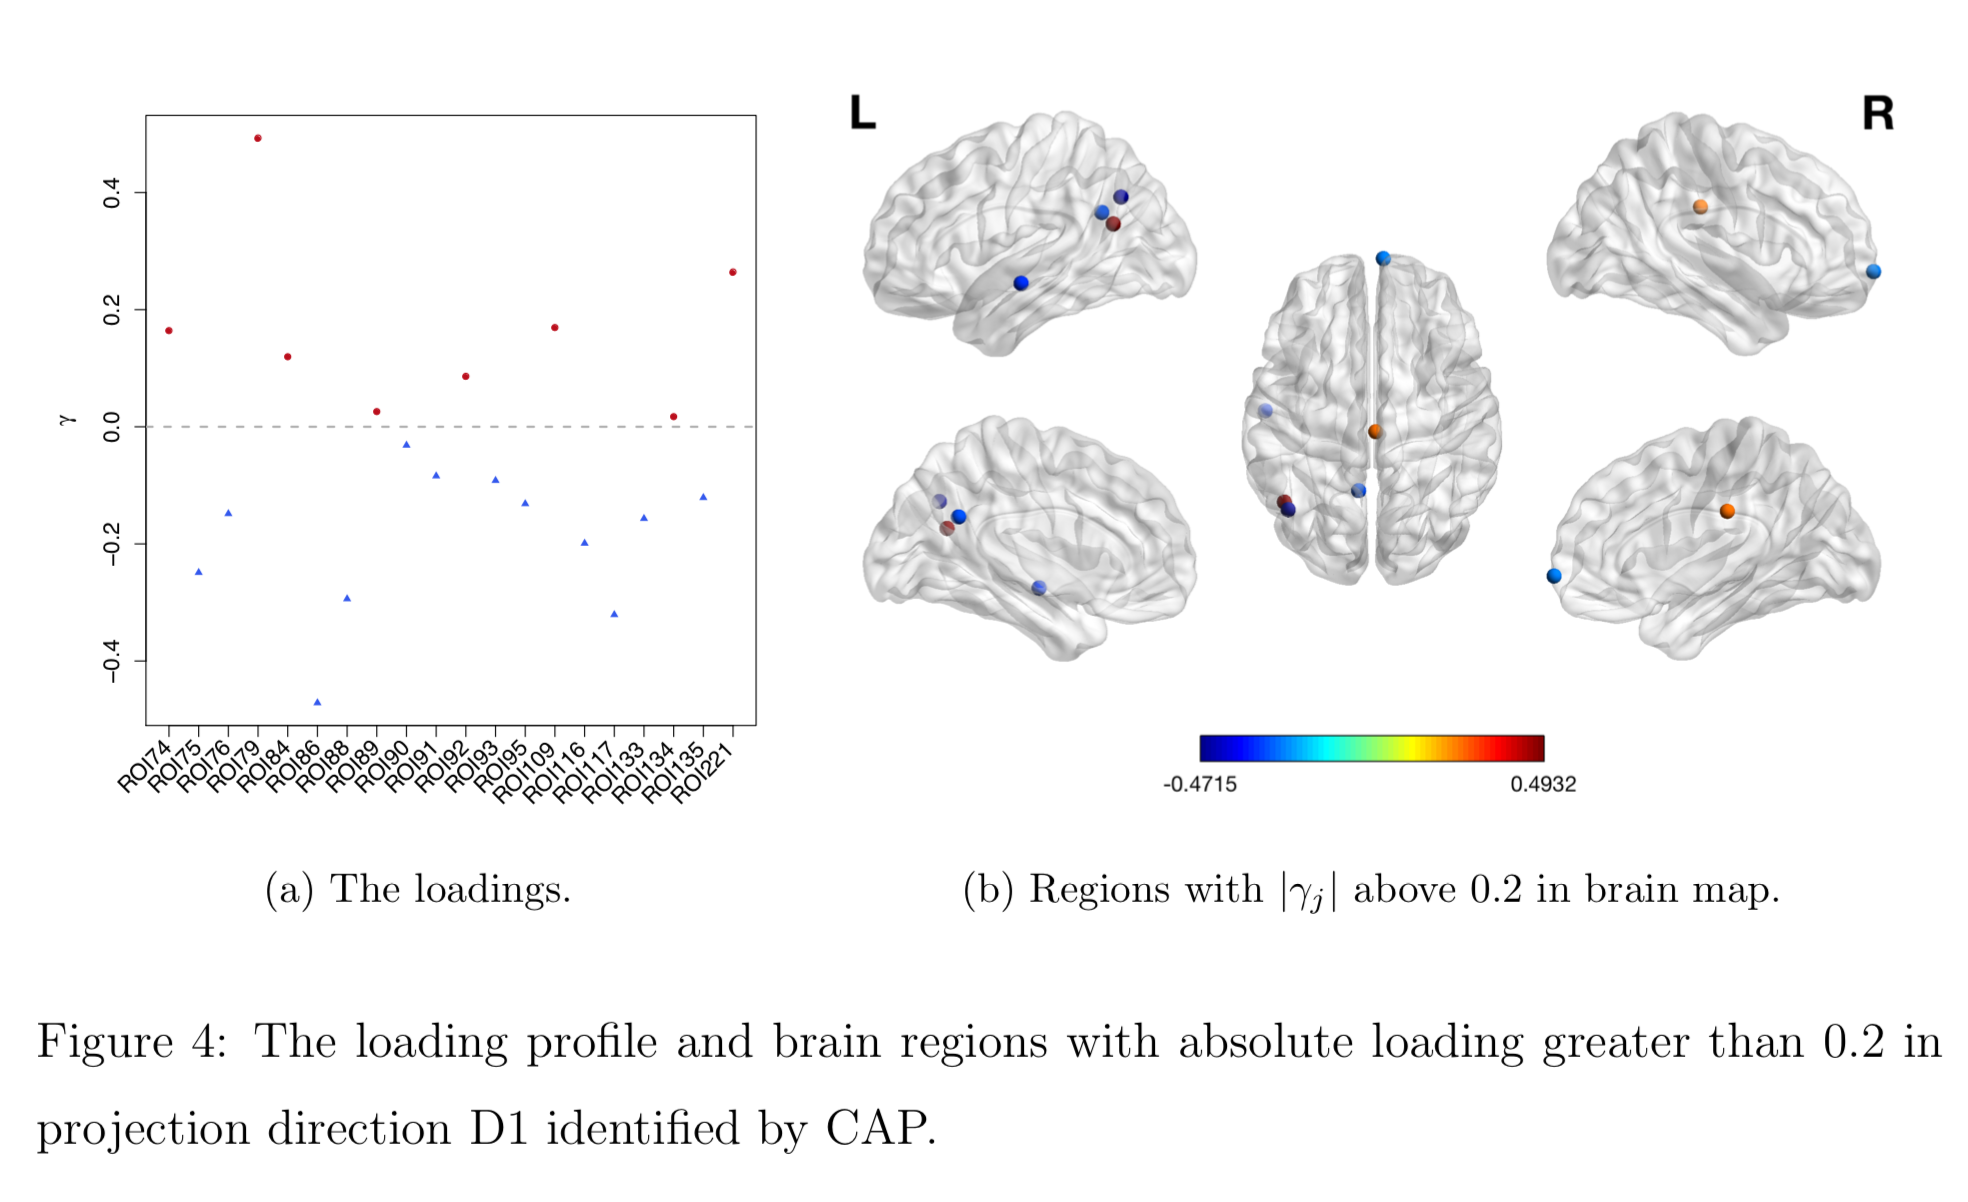 γ
0.4
0.2
0.0
−0.2
−0.4
ROI74
ROI75
ROI76
ROI79
ROI84
ROI86
ROI88
ROI89
ROI90
ROI91
ROI92
ROI93
ROI95
ROI109
ROI116
ROI117
ROI133
ROI134
ROI135
ROI221
L
R
-0.4715
0.4932
(a) The loadings.
(b) Regions with |γj| above 0.2 in brain map.
Figure 4: The loading profile and brain regions with absolute loading greater than 0.2 in
projection direction D1 identified by CAP.